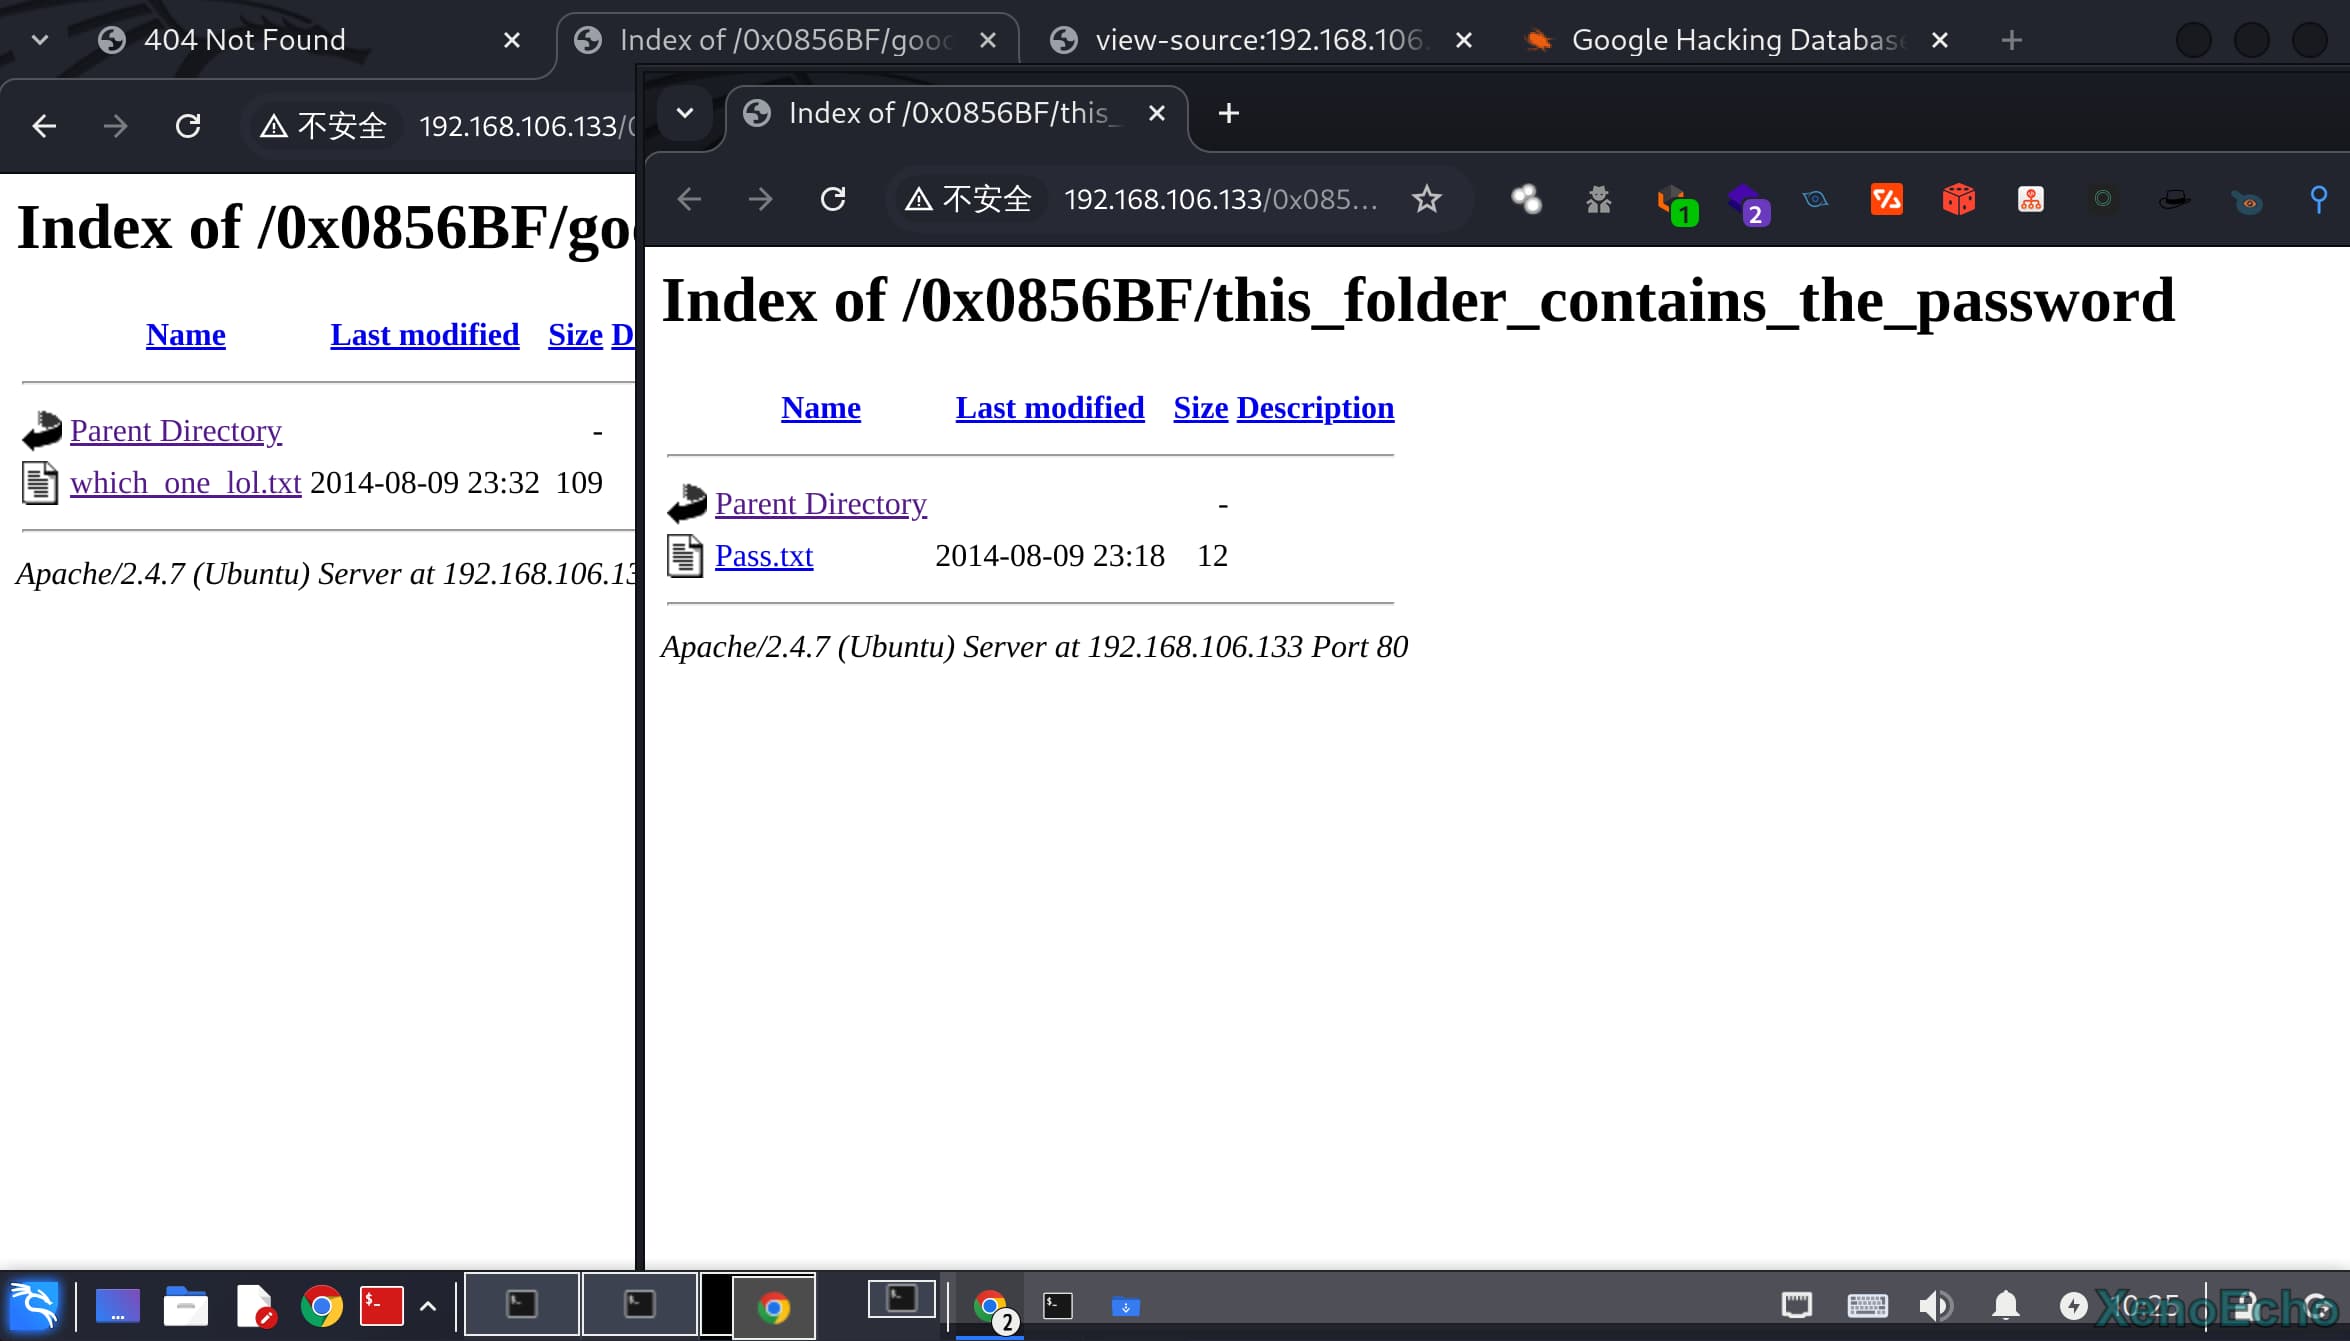 404 Not Found
Index of /0x0856BF/good
view-source:192.168.106.
Google Hacking Database
不安全 192.168.106.133/0
Index of /0x0856BF/this_
不安全 192.168.106.133/0x085...
Index of /0x0856BF/go
Name Last modified Size D
Parent Directory -
which_one_lol.txt 2014-08-09 23:32 109
Apache/2.4.7 (Ubuntu) Server at 192.168.106.13
1
2
Index of /0x0856BF/this_folder_contains_the_password
Name Last modified Size Description
Parent Directory -
Pass.txt 2014-08-09 23:18 12
Apache/2.4.7 (Ubuntu) Server at 192.168.106.133 Port 80
2
10:25
XenoEcho